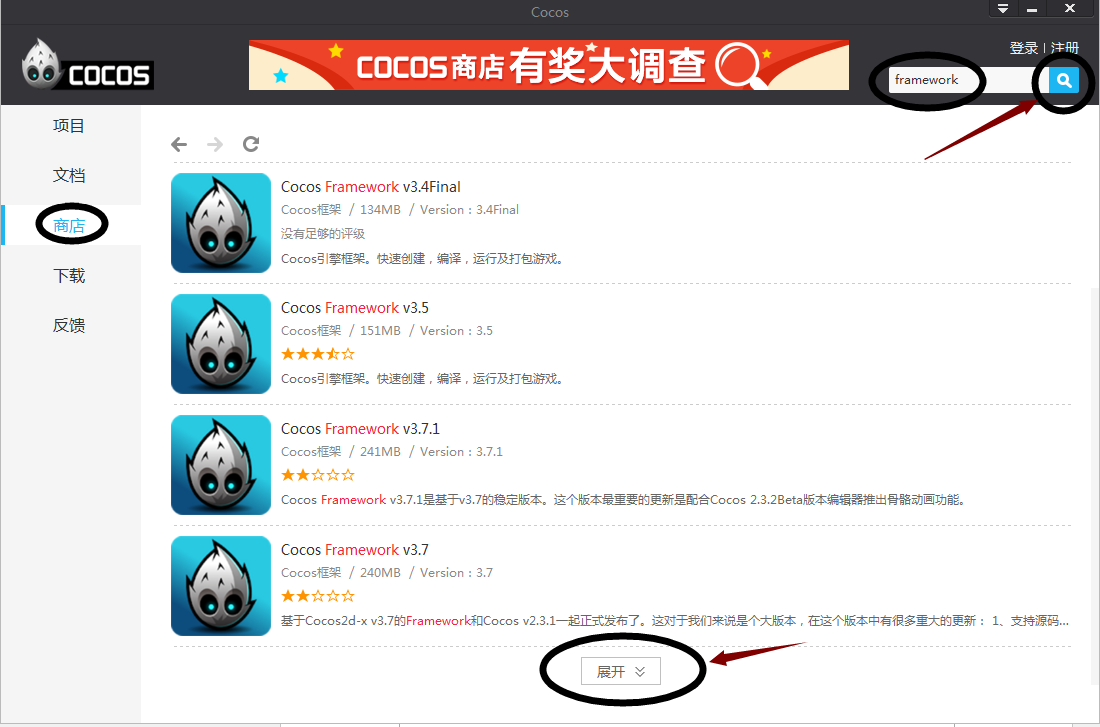 Cocos
COCOS
COCOS商店有奖大调查
登录 | 注册
framework
项目
文档
商店
下载
反馈
Cocos Framework v3.4Final
Cocos框架 / 134MB / Version : 3.4Final
没有足够的评级
Cocos引擎框架。快速创建，编译，运行及打包游戏。
Cocos Framework v3.5
Cocos框架 / 151MB / Version : 3.5
Cocos引擎框架。快速创建，编译，运行及打包游戏。
Cocos Framework v3.7.1
Cocos框架 / 241MB / Version : 3.7.1
Cocos Framework v3.7.1是基于v3.7的稳定版本。这个版本最重要的更新是配合Cocos 2.3.2Beta版本编辑器推出骨骼动画功能。
Cocos Framework v3.7
Cocos框架 / 240MB / Version : 3.7
基于Cocos2d-x v3.7的Framework和Cocos v2.3.1一起正式发布了。这对于我们来说是个大版本，在这个版本中有很多重大的更新： 1、支持源码...
展开